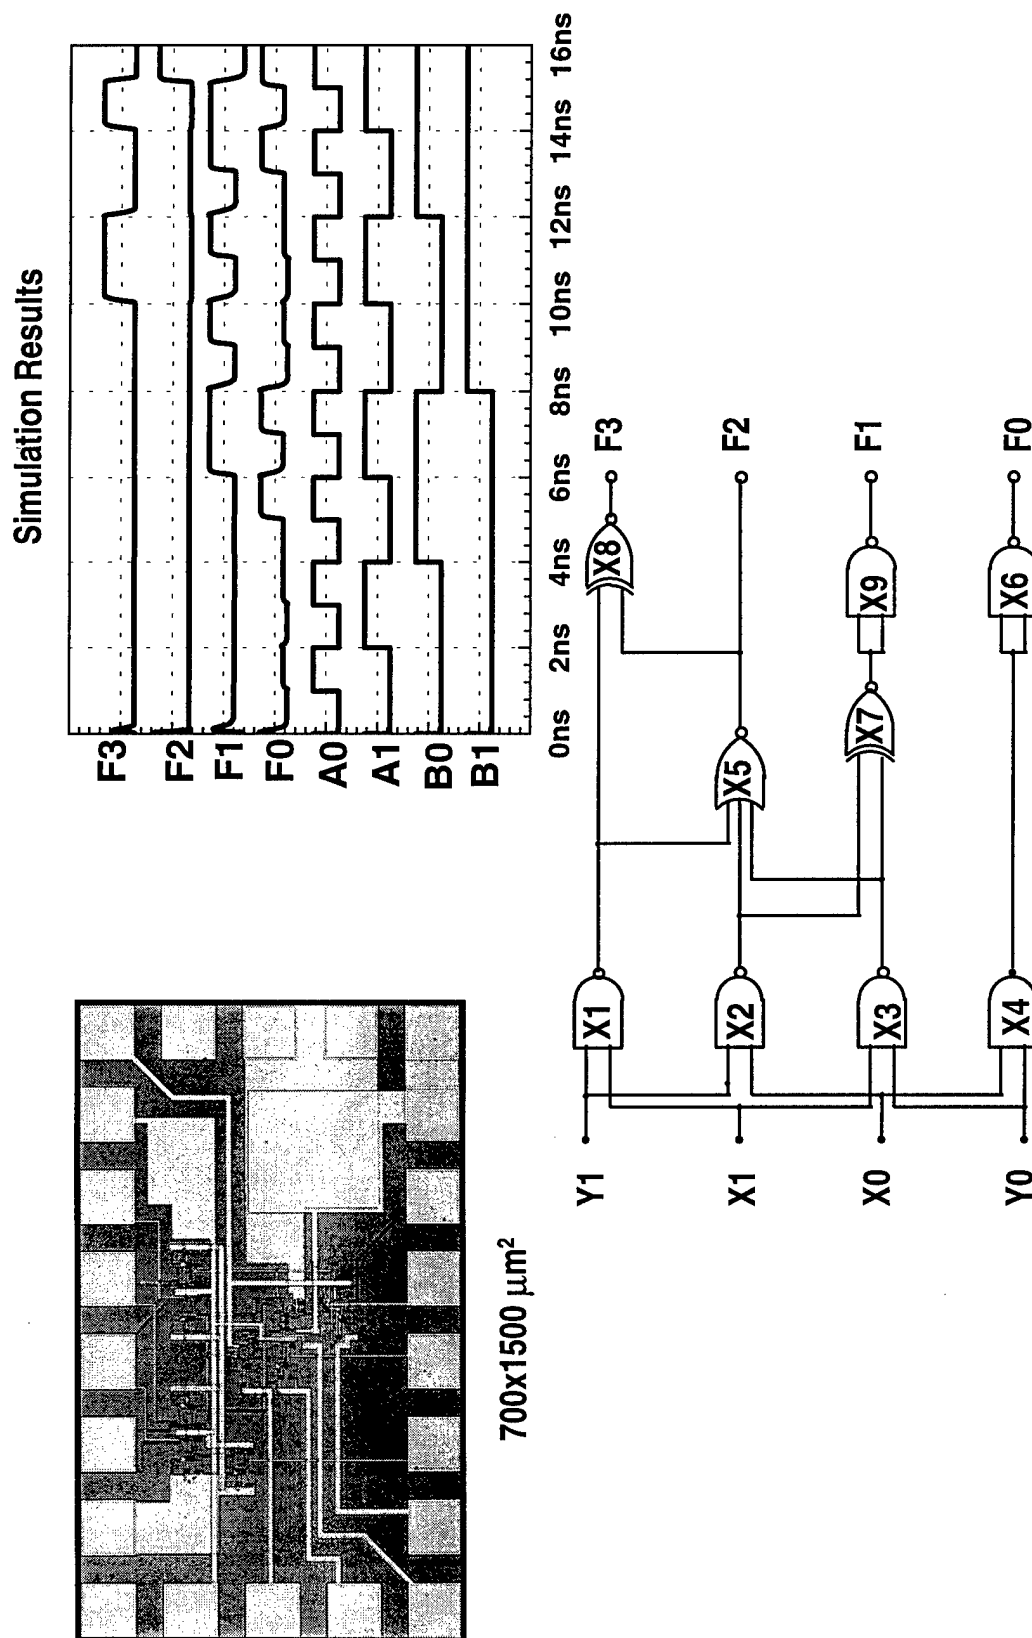 Simulation Results
F3
F2
F1
F0
A0
A1
B0
B1
0ns 2ns 4ns 6ns 8ns 10ns 12ns 14ns 16ns
700x1500 µm²
Y1
X1
X0
Y0
X1
X2
X3
X4
X5
X7
X8
X9
X6
F3
F2
F1
F0